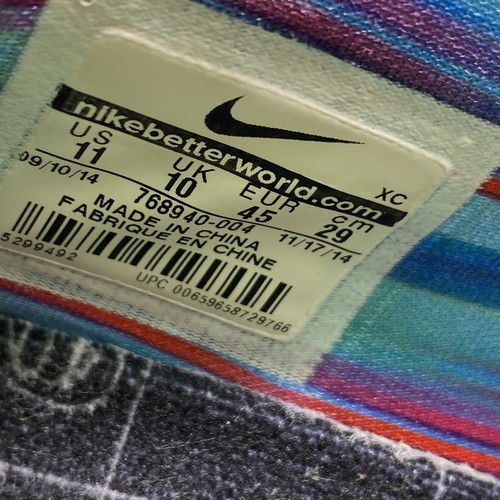 nikebetterworld.com
XC
US UK EUR cm
11 10 45 29
09/10/14 768940-004 11/17/14
MADE IN CHINA
FABRIQUE EN CHINE
5299492
UPC 00659658729766